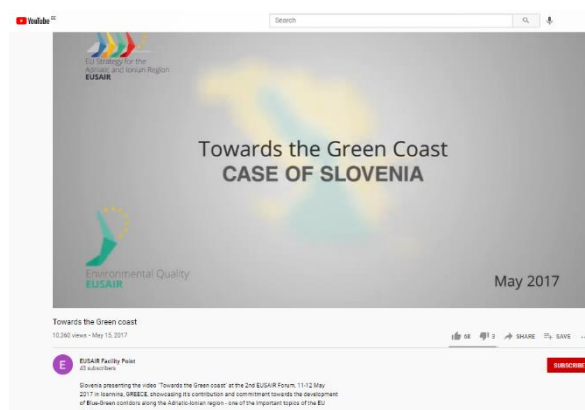 YouTube
Search
EU Strategy for the
Adriatic and Ionian Region
EUSAIR
Towards the Green Coast
CASE OF SLOVENIA
Environmental Quality
EUSAIR
May 2017
Towards the Green coast
10,360 views • May 15, 2017
68 2 SHARE SAVE ...
E
EUSAIR Facility Point
SUBSCRIBE
Slovenia presenting the video "Towards the Green coast" at the 2nd EUSAIR Forum, 11-12 May
2017 in Ioannina, GREECE, showcasing it's contribution and commitment towards the development
of Blue-Green corridors along the Adriatic-Ionian region - one of the important topics of the EU